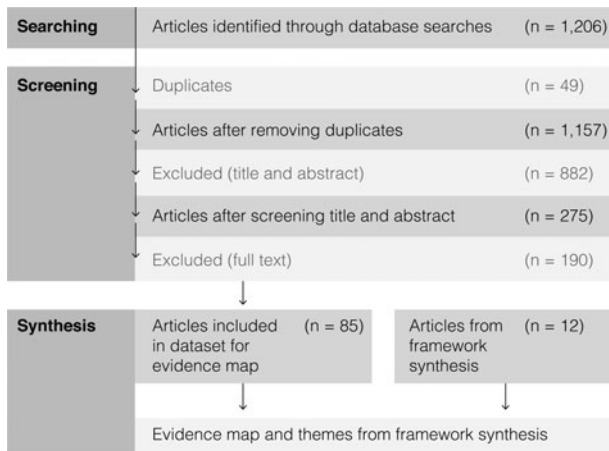 Searching Articles identified through database searches (n = 1,206)
Screening Duplicates (n = 49)
Articles after removing duplicates (n = 1,157)
Excluded (title and abstract) (n = 882)
Articles after screening title and abstract (n = 275)
Excluded (full text) (n = 190)
Synthesis Articles included (n = 85)
in dataset for
evidence map
Articles from (n = 12)
framework
synthesis
Evidence map and themes from framework synthesis